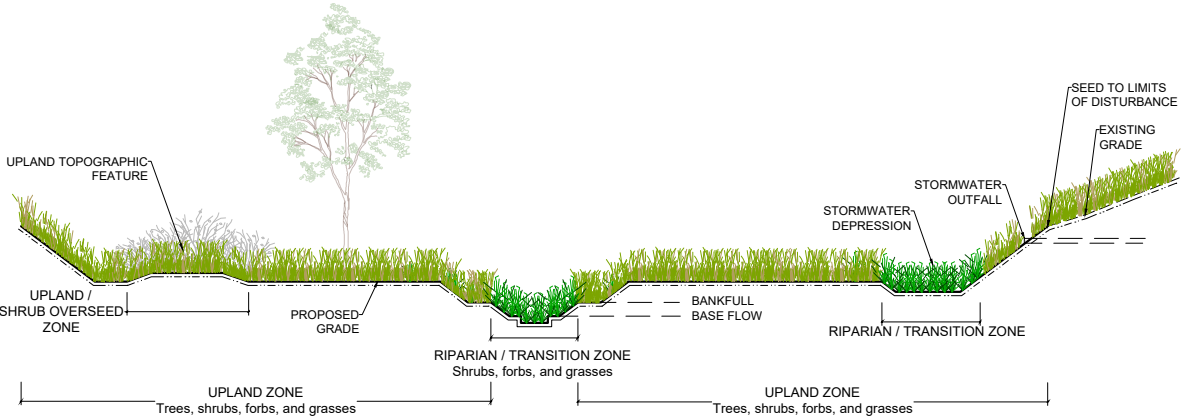 SEED TO LIMITS
OF DISTURBANCE
EXISTING
GRADE
UPLAND TOPOGRAPHIC
FEATURE
STORMWATER
OUTFALL
STORMWATER
DEPRESSION
UPLAND /
SHRUB OVERSEED
ZONE
PROPOSED
GRADE
BANKFULL
BASE FLOW
RIPARIAN / TRANSITION ZONE
RIPARIAN / TRANSITION ZONE
Shrubs, forbs, and grasses
UPLAND ZONE
Trees, shrubs, forbs, and grasses
UPLAND ZONE
Trees, shrubs, forbs, and grasses